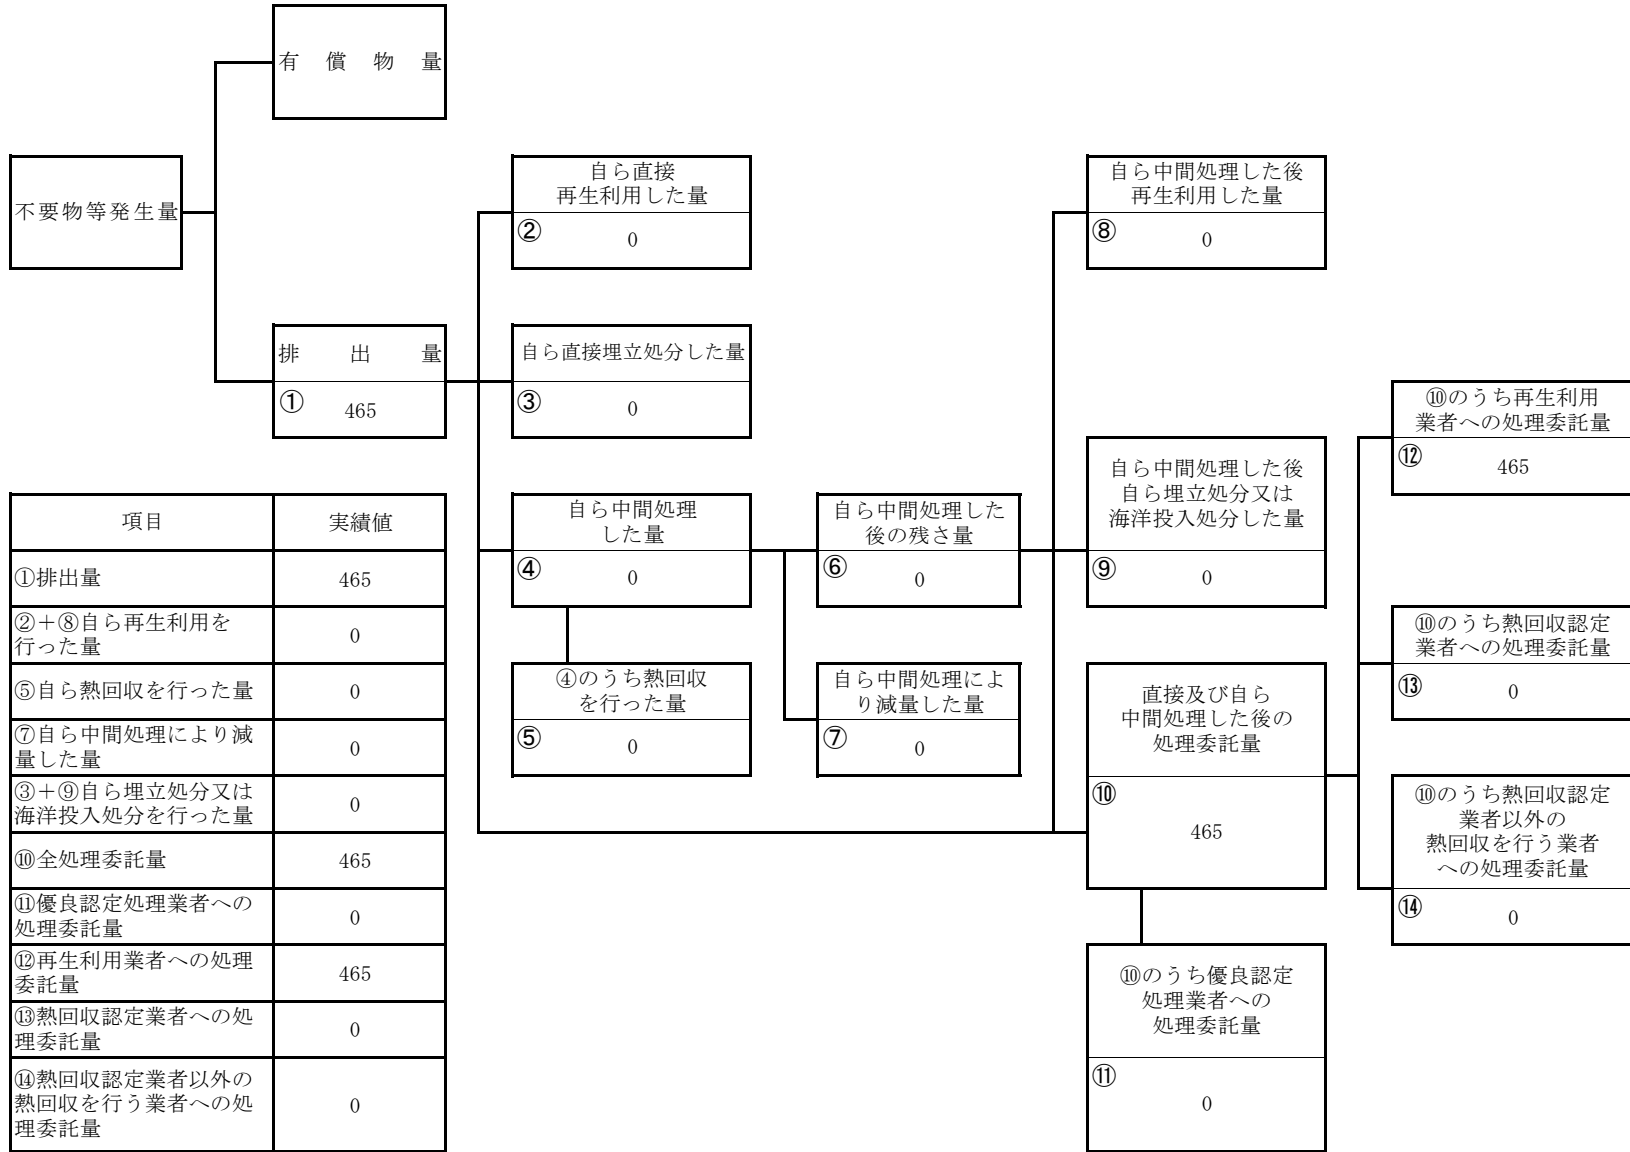 有償物量
不要物等発生量
排出量
①
465
自ら直接
再生利用した量
②
0
自ら直接埋立処分した量
③
0
自ら中間処理
した量
④
0
④のうち熱回収
を行った量
⑤
0
自ら中間処理した
後の残さ量
⑥
0
自ら中間処理によ
り減量した量
⑦
0
自ら中間処理した後
再生利用した量
⑧
0
自ら中間処理した後
自ら埋立処分又は
海洋投入処分した量
⑨
0
直接及び自ら
中間処理した後の
処理委託量
⑩
465
⑩のうち優良認定
処理業者への
処理委託量
⑪
0
⑩のうち再生利用
業者への処理委託量
⑫
465
⑩のうち熱回収認定
業者への処理委託量
⑬
0
⑩のうち熱回収認定
業者以外の
熱回収を行う業者
への処理委託量
⑭
0
項目 実績値
①排出量 465
②＋⑧自ら再生利用を
行った量 0
⑤自ら熱回収を行った量 0
⑦自ら中間処理により減
量した量 0
③＋⑨自ら埋立処分又は
海洋投入処分を行った量 0
⑩全処理委託量 465
⑪優良認定処理業者への
処理委託量 0
⑫再生利用業者への処理
委託量 465
⑬熱回収認定業者への処
理委託量 0
⑭熱回収認定業者以外の
熱回収を行う業者への処
理委託量 0